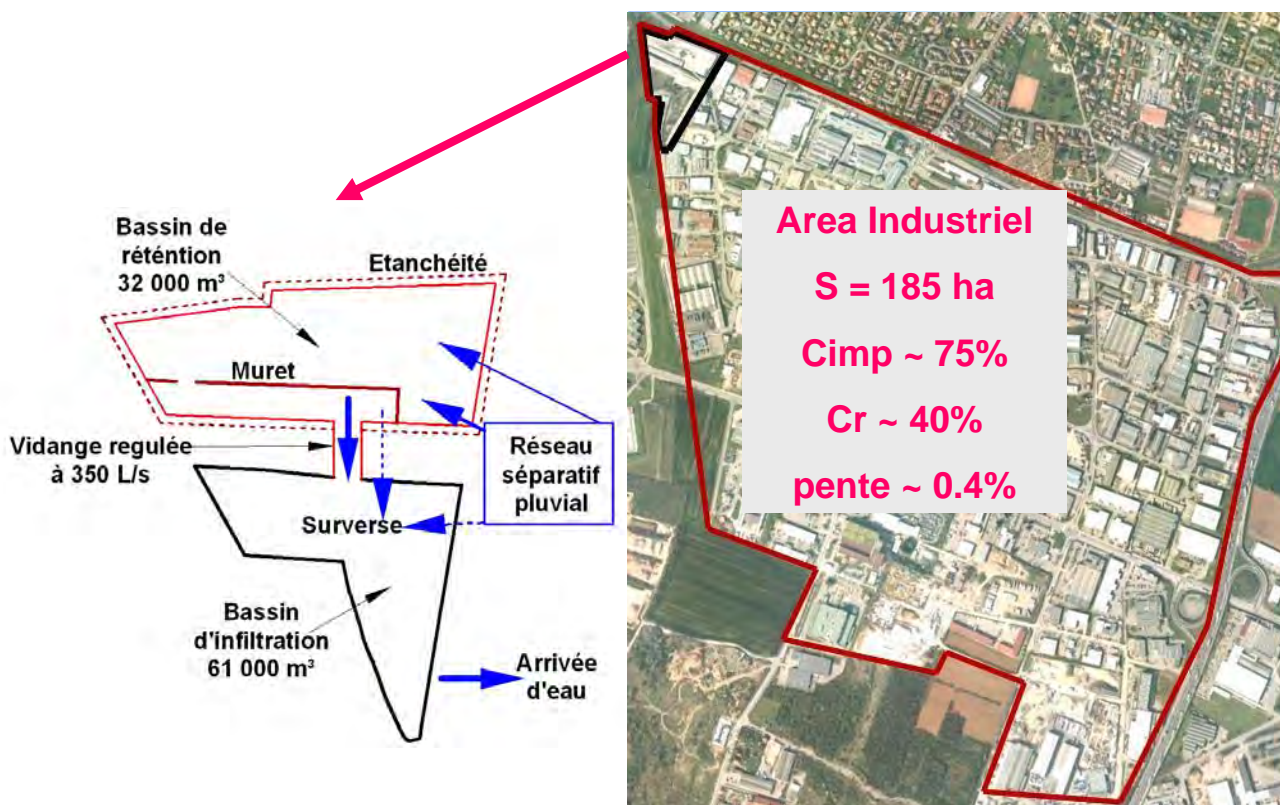 Bassin de
réténtion
32 000 m³
Etanchéité
Muret
Vidange regulée
à 350 L/s
Réseau
séparatif
pluvial
Surverse
Bassin
d'infiltration
61 000 m³
Arrivée
d'eau
Area Industriel
S = 185 ha
Cimp ~ 75%
Cr ~ 40%
pente ~ 0.4%